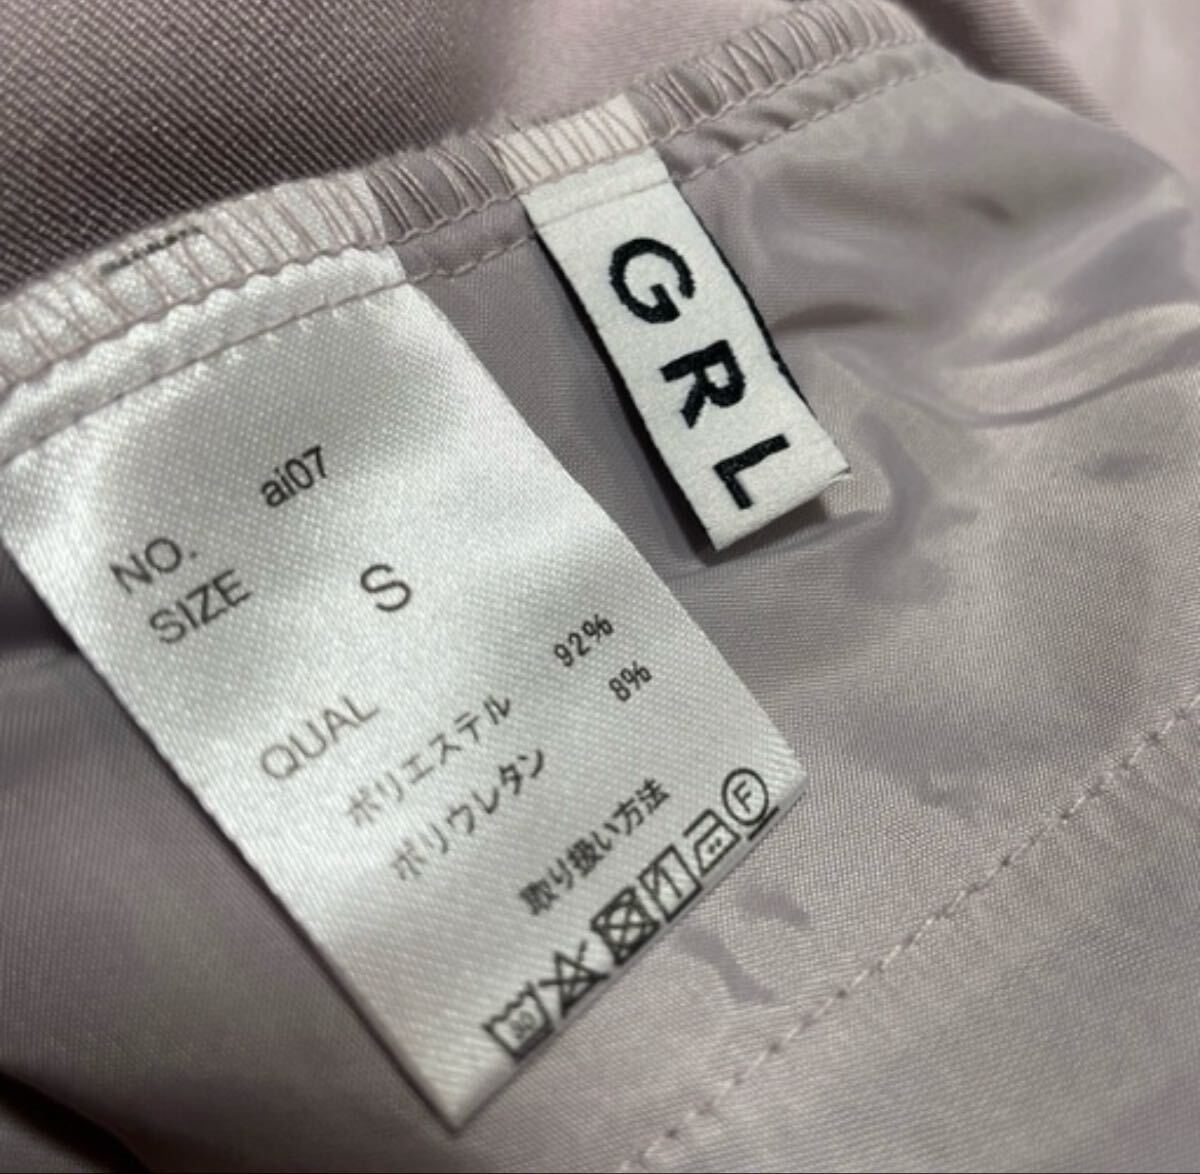 GRL
NO. ai07
SIZE S
QUAL
ポリエステル 92%
ポリウレタン 8%
取り扱い方法
30
F